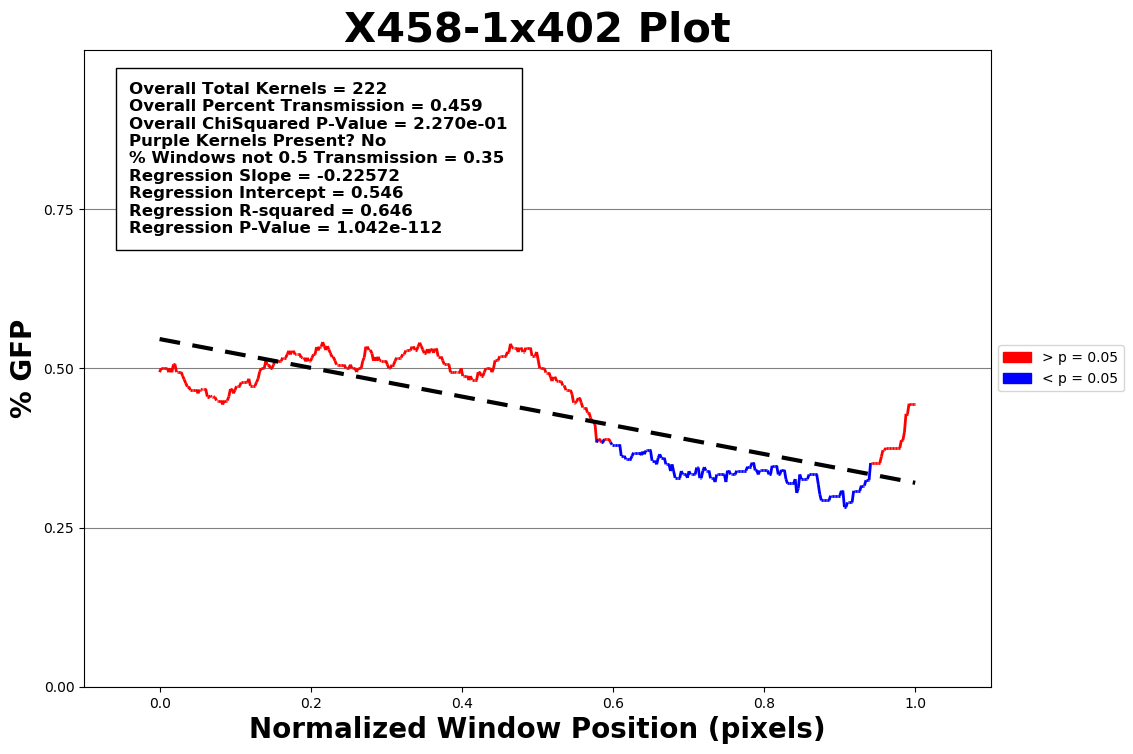 X458-1x402 Plot
Overall Total Kernels = 222
Overall Percent Transmission = 0.459
Overall ChiSquared P-Value = 2.270e-01
Purple Kernels Present? No
% Windows not 0.5 Transmission = 0.35
Regression Slope = -0.22572
Regression Intercept = 0.546
Regression R-squared = 0.646
Regression P-Value = 1.042e-112
% GFP
0.75
0.50
0.25
0.00
> p = 0.05
< p = 0.05
0.0 0.2 0.4 0.6 0.8 1.0
Normalized Window Position (pixels)